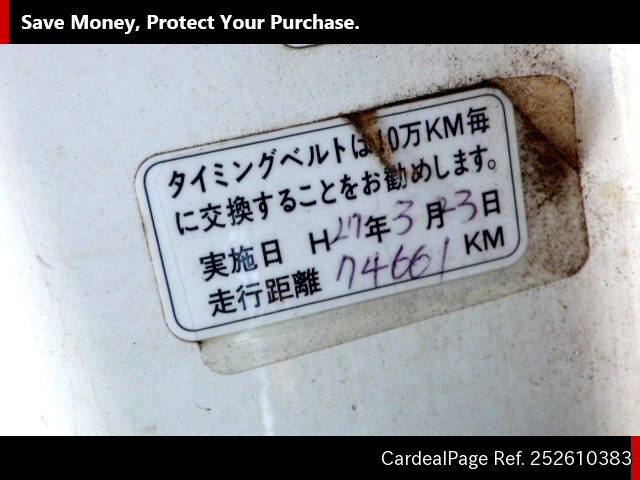 Save Money, Protect Your Purchase.
タイミングベルトは10万KM毎
に交換することをお勧めします。
実施日 H27年3月23日
走行距離 74661 KM
CardealPage Ref. 252610383